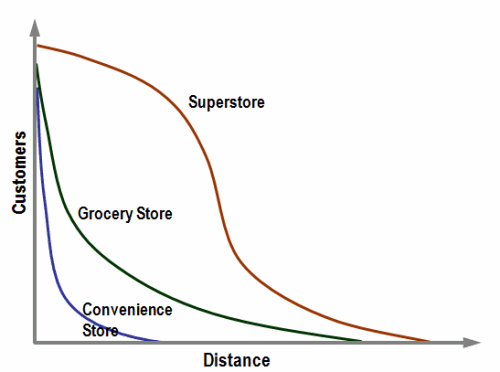 Superstore
Customers
Grocery Store
Convenience
Store
Distance